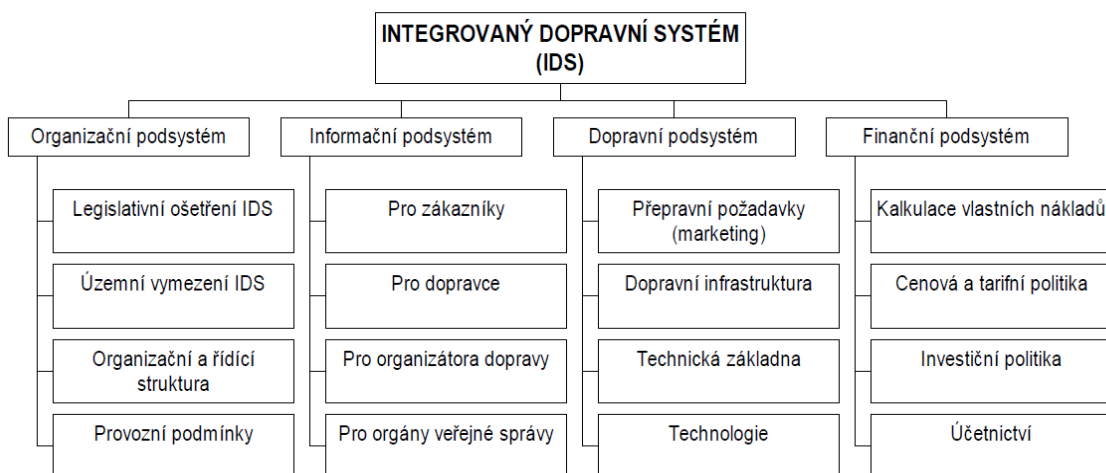 INTEGROVANÝ DOPRAVNÍ SYSTÉM
(IDS)
Organizační podsystém
Informační podsystém
Dopravní podsystém
Finanční podsystém
Legislativní ošetření IDS
Pro zákazníky
Přepravní požadavky
(marketing)
Kalkulace vlastních nákladů
Územní vymezení IDS
Pro dopravce
Dopravní infrastruktura
Cenová a tarifní politika
Organizační a řídící
struktura
Pro organizátora dopravy
Technická základna
Investiční politika
Provozní podmínky
Pro orgány veřejné správy
Technologie
Účetnictví